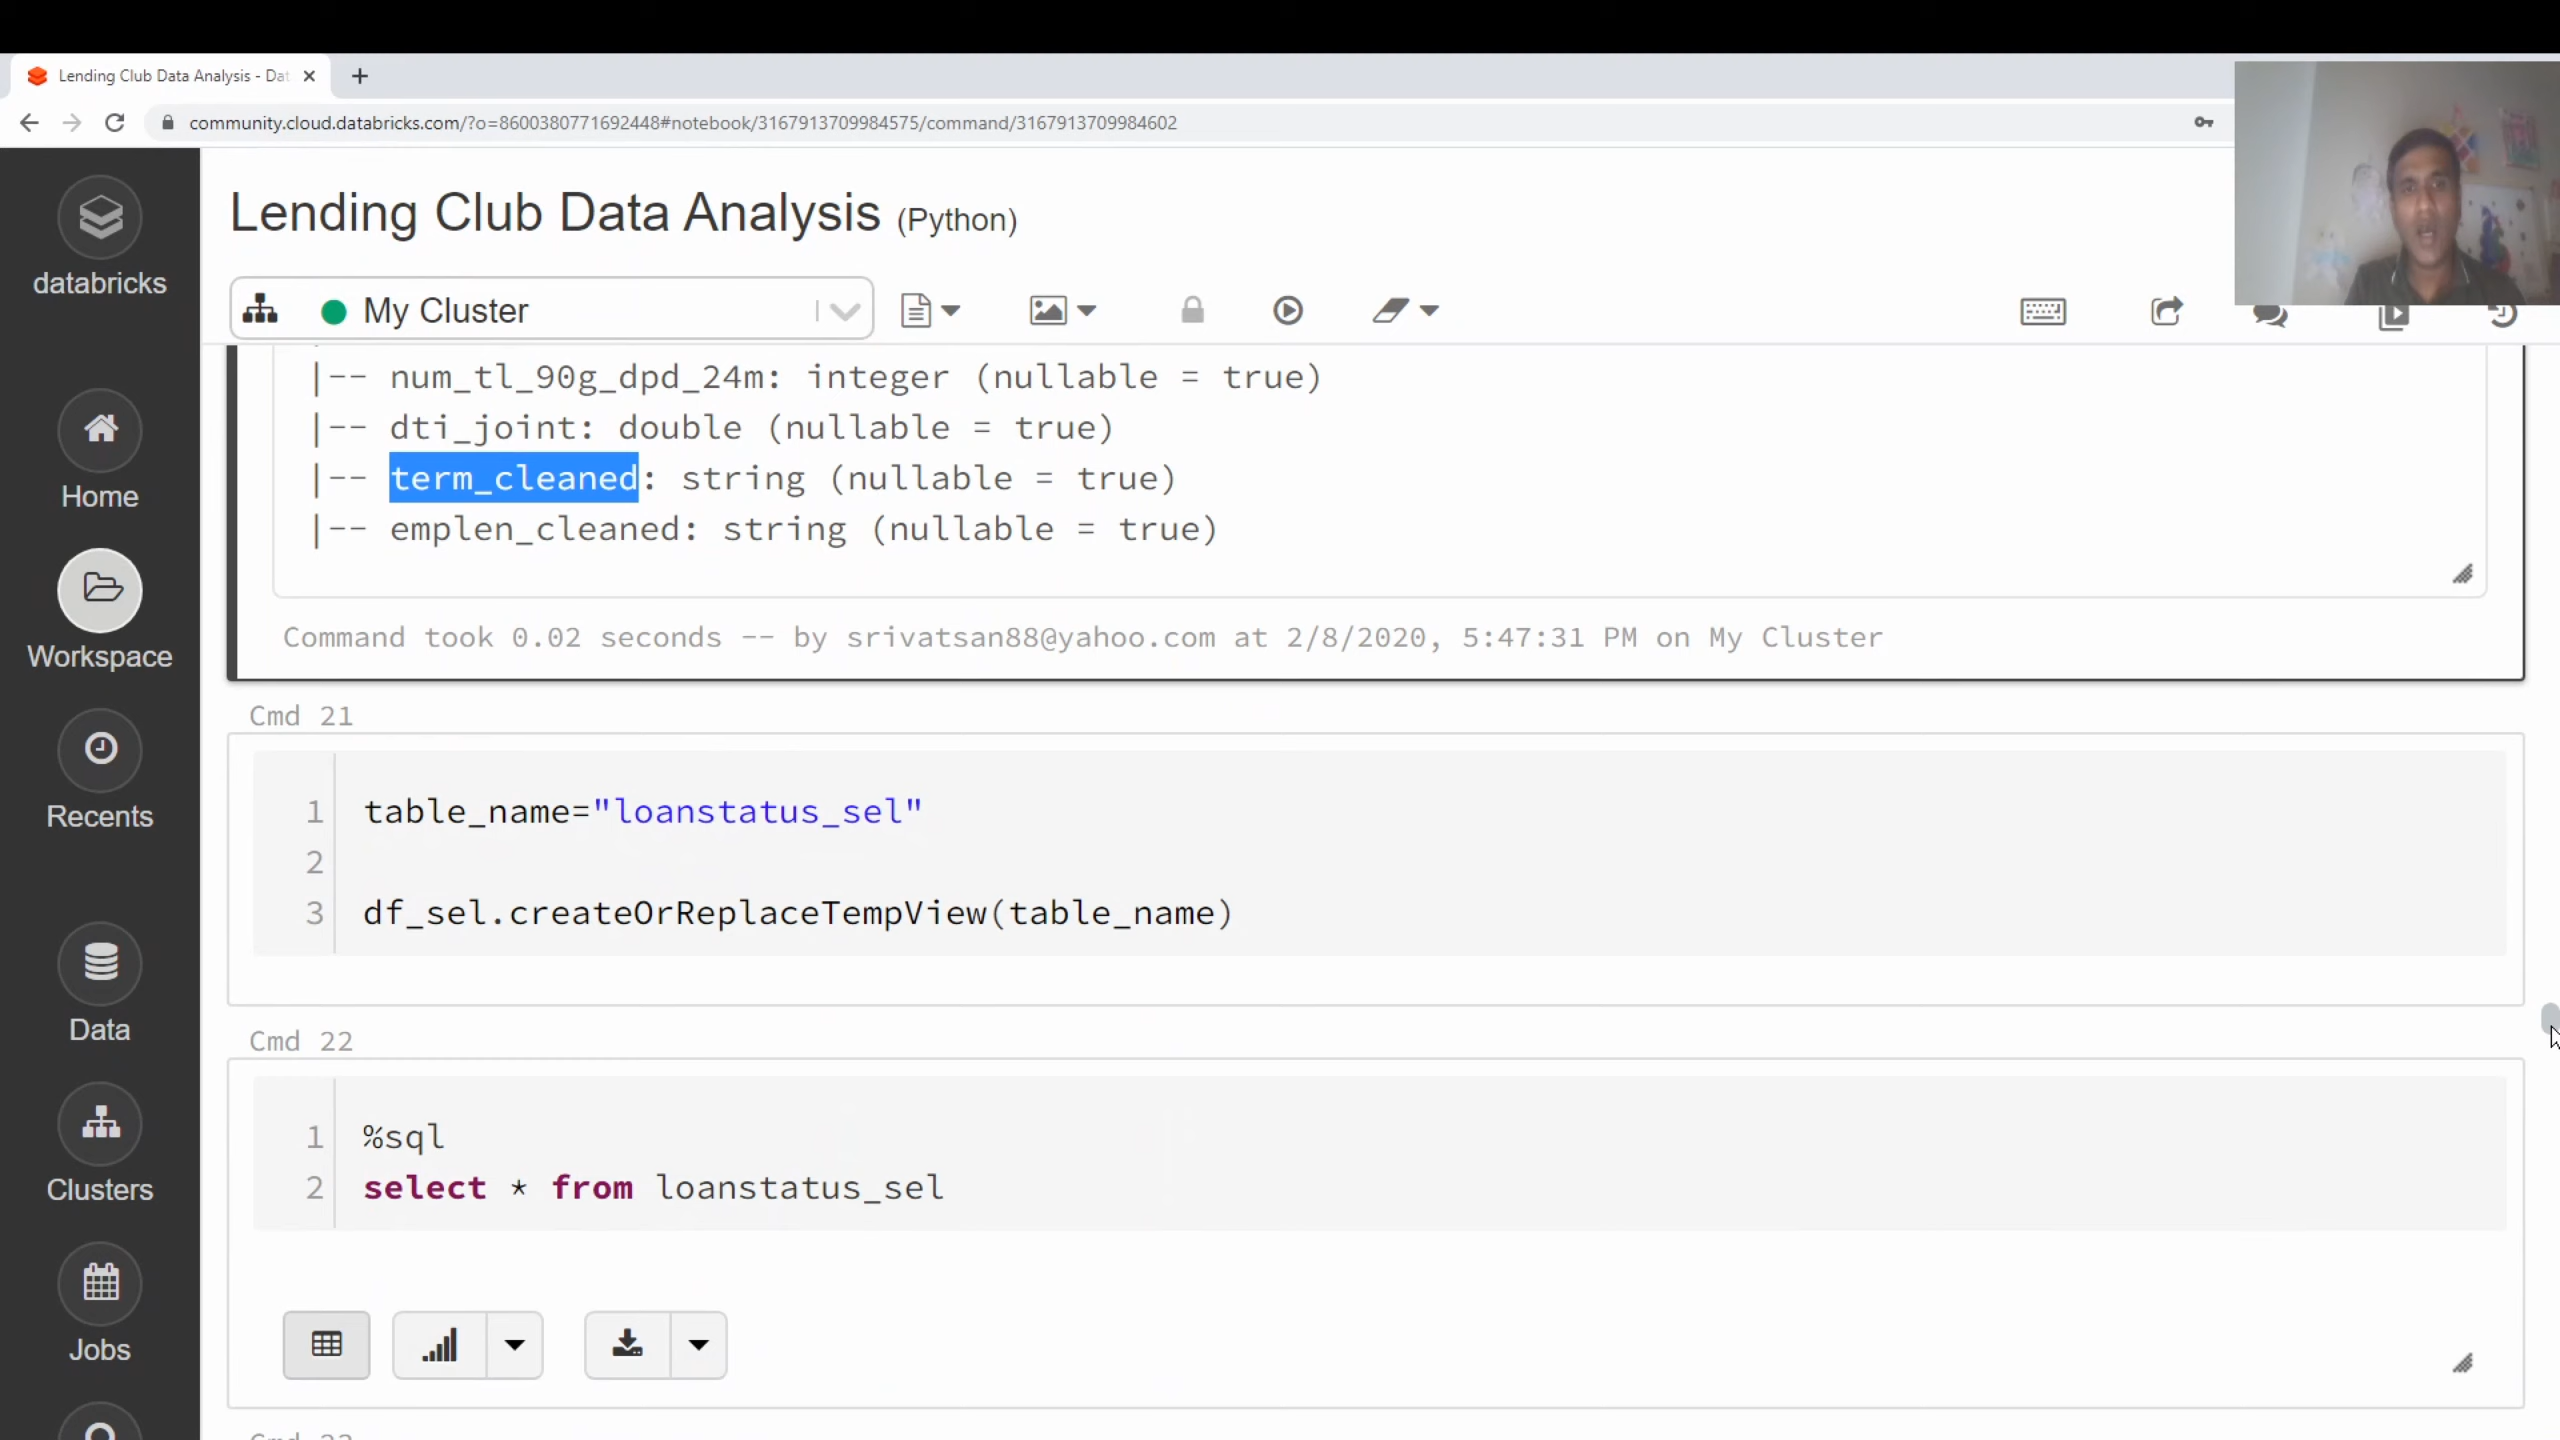 Lending Club Data Analysis - Dat
community.cloud.databricks.com/?o=8600380771692448#notebook/3167913709984575/command/3167913709984602
databricks
Home
Workspace
Recents
Data
Clusters
Jobs
Lending Club Data Analysis (Python)
My Cluster
|-- num_tl_90g_dpd_24m: integer (nullable = true)
|-- dti_joint: double (nullable = true)
|-- term_cleaned: string (nullable = true)
|-- emplen_cleaned: string (nullable = true)
Command took 0.02 seconds -- by srivatsan88@yahoo.com at 2/8/2020, 5:47:31 PM on My Cluster
Cmd 21
1 table_name="loanstatus_sel"
2
3 df_sel.createOrReplaceTempView(table_name)
Cmd 22
1 %sql
2 select * from loanstatus_sel